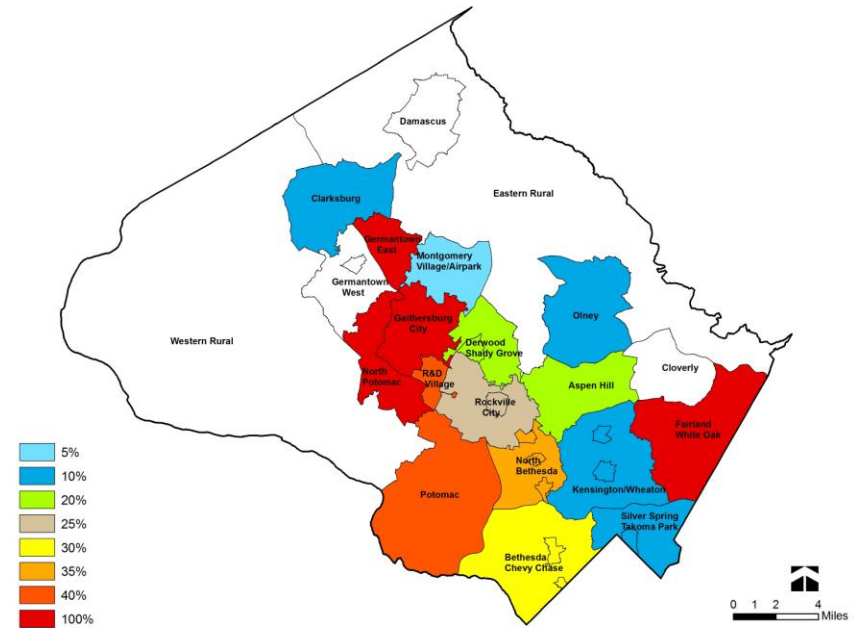 Damascus
Eastern Rural
Clarksburg
Germantown
East
Montgomery
Village/Airpark
Germantown
West
Gaithersburg
City
Olney
Western Rural
Derwood
Shady Grove
Cloverly
North
Potomac
R&D
Village
Aspen Hill
Rockville
City
Fairland
White Oak
North
Bethesda
Kensington/Wheaton
Potomac
Silver Spring
Takoma Park
Bethesda
Chevy Chase
5%
10%
20%
25%
30%
35%
40%
100%
0 1 2 4
Miles